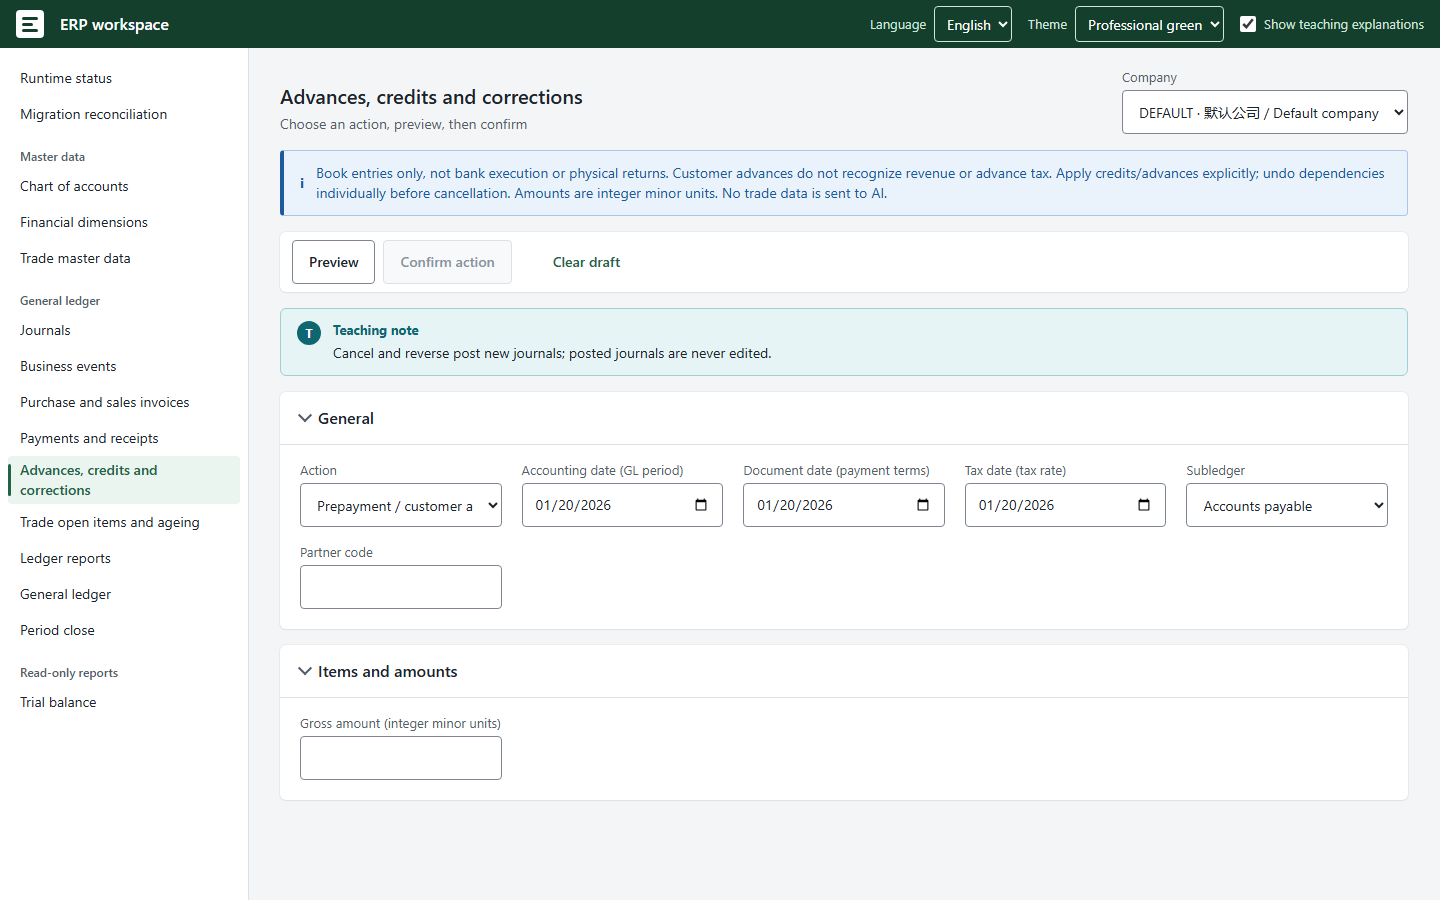 ERP workspace
Language
English
Theme
Professional green
Show teaching explanations
Runtime status
Migration reconciliation
Master data
Chart of accounts
Financial dimensions
Trade master data
General ledger
Journals
Business events
Purchase and sales invoices
Payments and receipts
Advances, credits and
corrections
Trade open items and ageing
Ledger reports
General ledger
Period close
Read-only reports
Trial balance
Advances, credits and corrections
Choose an action, preview, then confirm
Company
DEFAULT · 默认公司 / Default company
i
Book entries only, not bank execution or physical returns. Customer advances do not recognize revenue or advance tax. Apply credits/advances explicitly; undo dependencies
individually before cancellation. Amounts are integer minor units. No trade data is sent to AI.
Preview
Confirm action
Clear draft
T
Teaching note
Cancel and reverse post new journals; posted journals are never edited.
General
Action
Prepayment / customer a
Accounting date (GL period)
01/20/2026
Document date (payment terms)
01/20/2026
Tax date (tax rate)
01/20/2026
Subledger
Accounts payable
Partner code
Items and amounts
Gross amount (integer minor units)